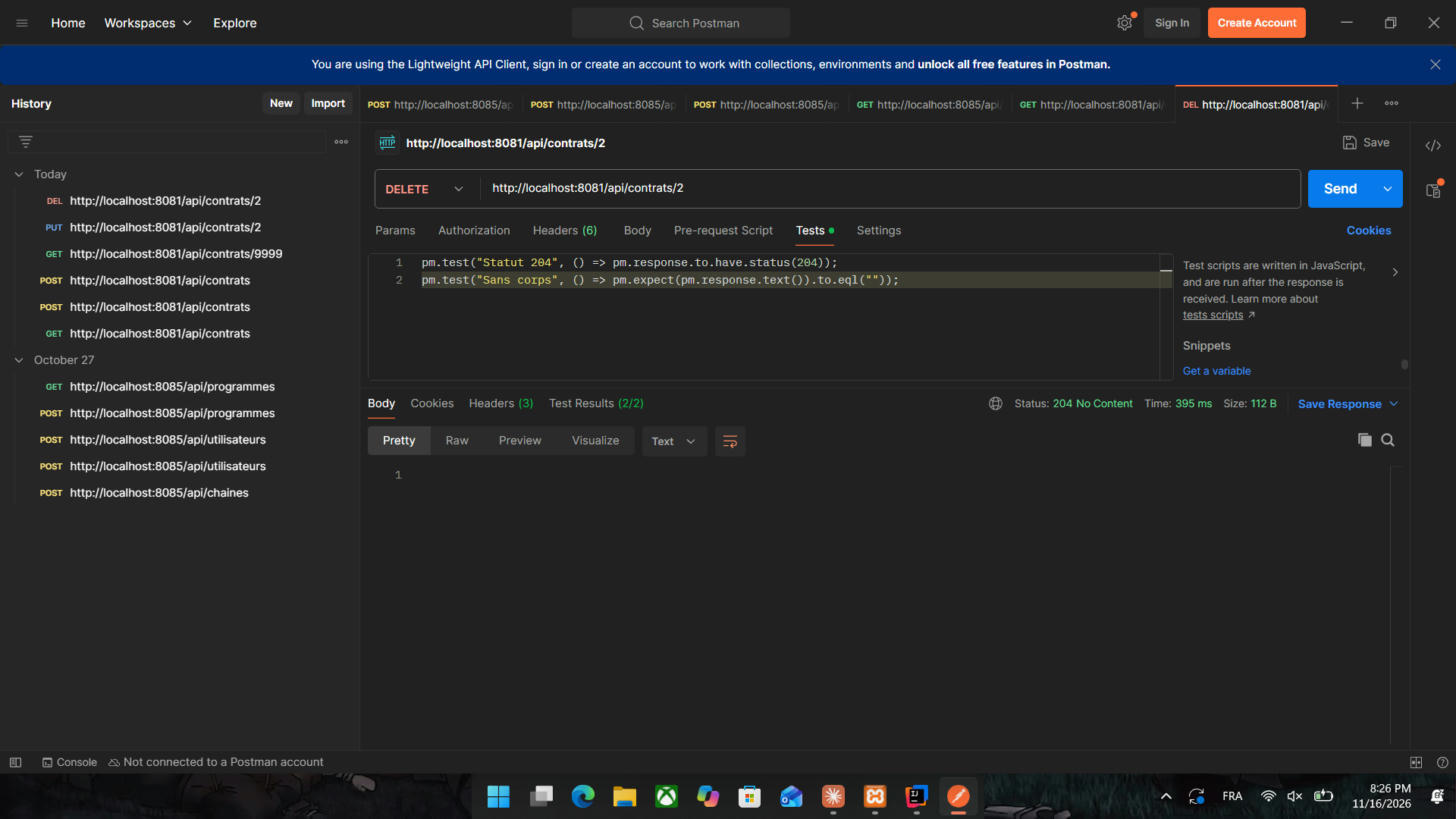 Home Workspaces Explore Search Postman Sign In Create Account
You are using the Lightweight API Client, sign in or create an account to work with collections, environments and unlock all free features in Postman.
History New Import
POST http://localhost:8085/ap POST http://localhost:8085/ap POST http://localhost:8085/ap GET http://localhost:8085/api/ GET http://localhost:8081/api/ DEL http://localhost:8081/api/
HTTP http://localhost:8081/api/contrats/2 Save
Today
DEL http://localhost:8081/api/contrats/2
PUT http://localhost:8081/api/contrats/2
GET http://localhost:8081/api/contrats/9999
POST http://localhost:8081/api/contrats
POST http://localhost:8081/api/contrats
GET http://localhost:8081/api/contrats
October 27
GET http://localhost:8085/api/programmes
POST http://localhost:8085/api/programmes
POST http://localhost:8085/api/utilisateurs
POST http://localhost:8085/api/utilisateurs
POST http://localhost:8085/api/chaines
DELETE http://localhost:8081/api/contrats/2 Send
Params Authorization Headers (6) Body Pre-request Script Tests Settings Cookies
1 pm.test("Statut 204", () => pm.response.to.have.status(204));
2 pm.test("Sans corps", () => pm.expect(pm.response.text()).to.eql(""));
Test scripts are written in JavaScript,
and are run after the response is
received. Learn more about
tests scripts ↗
Snippets
Get a variable
Body Cookies Headers (3) Test Results (2/2) Status: 204 No Content Time: 395 ms Size: 112 B Save Response
Pretty Raw Preview Visualize Text
1
Console Not connected to a Postman account
FRA
8:26 PM
11/16/2026